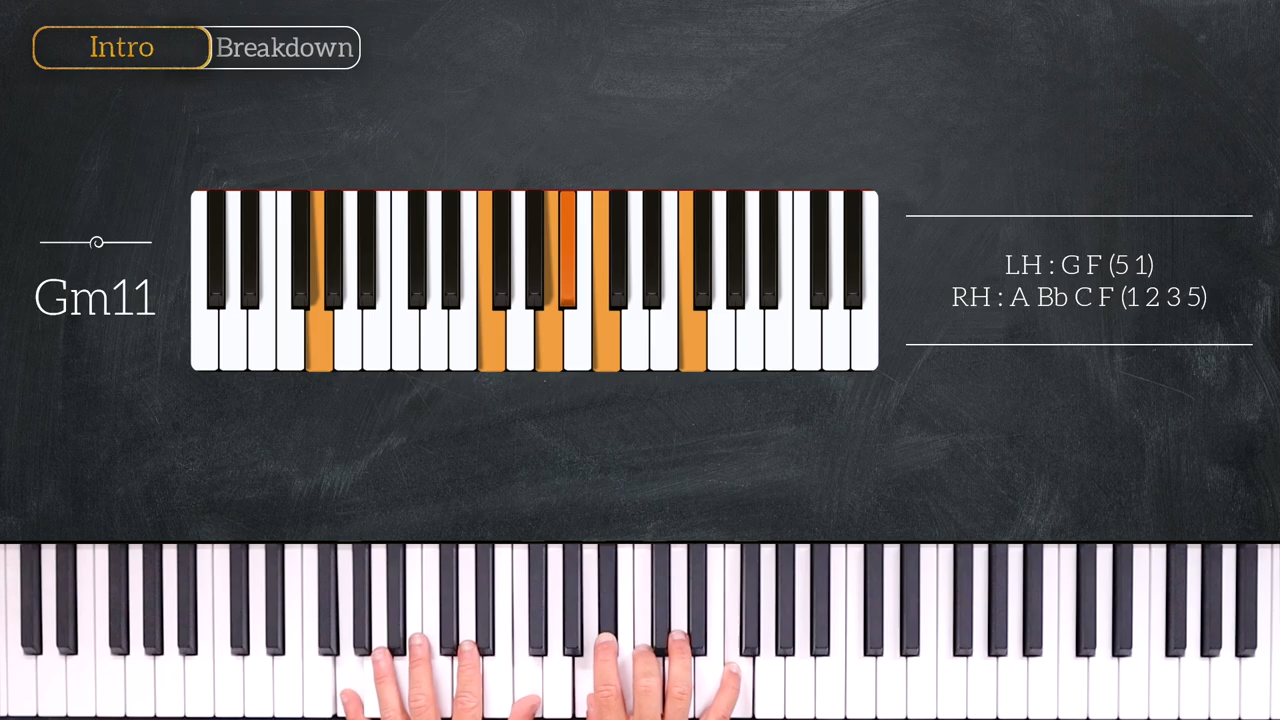 Intro
Breakdown
Gm11
LH : G F (5 1)
RH : A Bb C F (1 2 3 5)